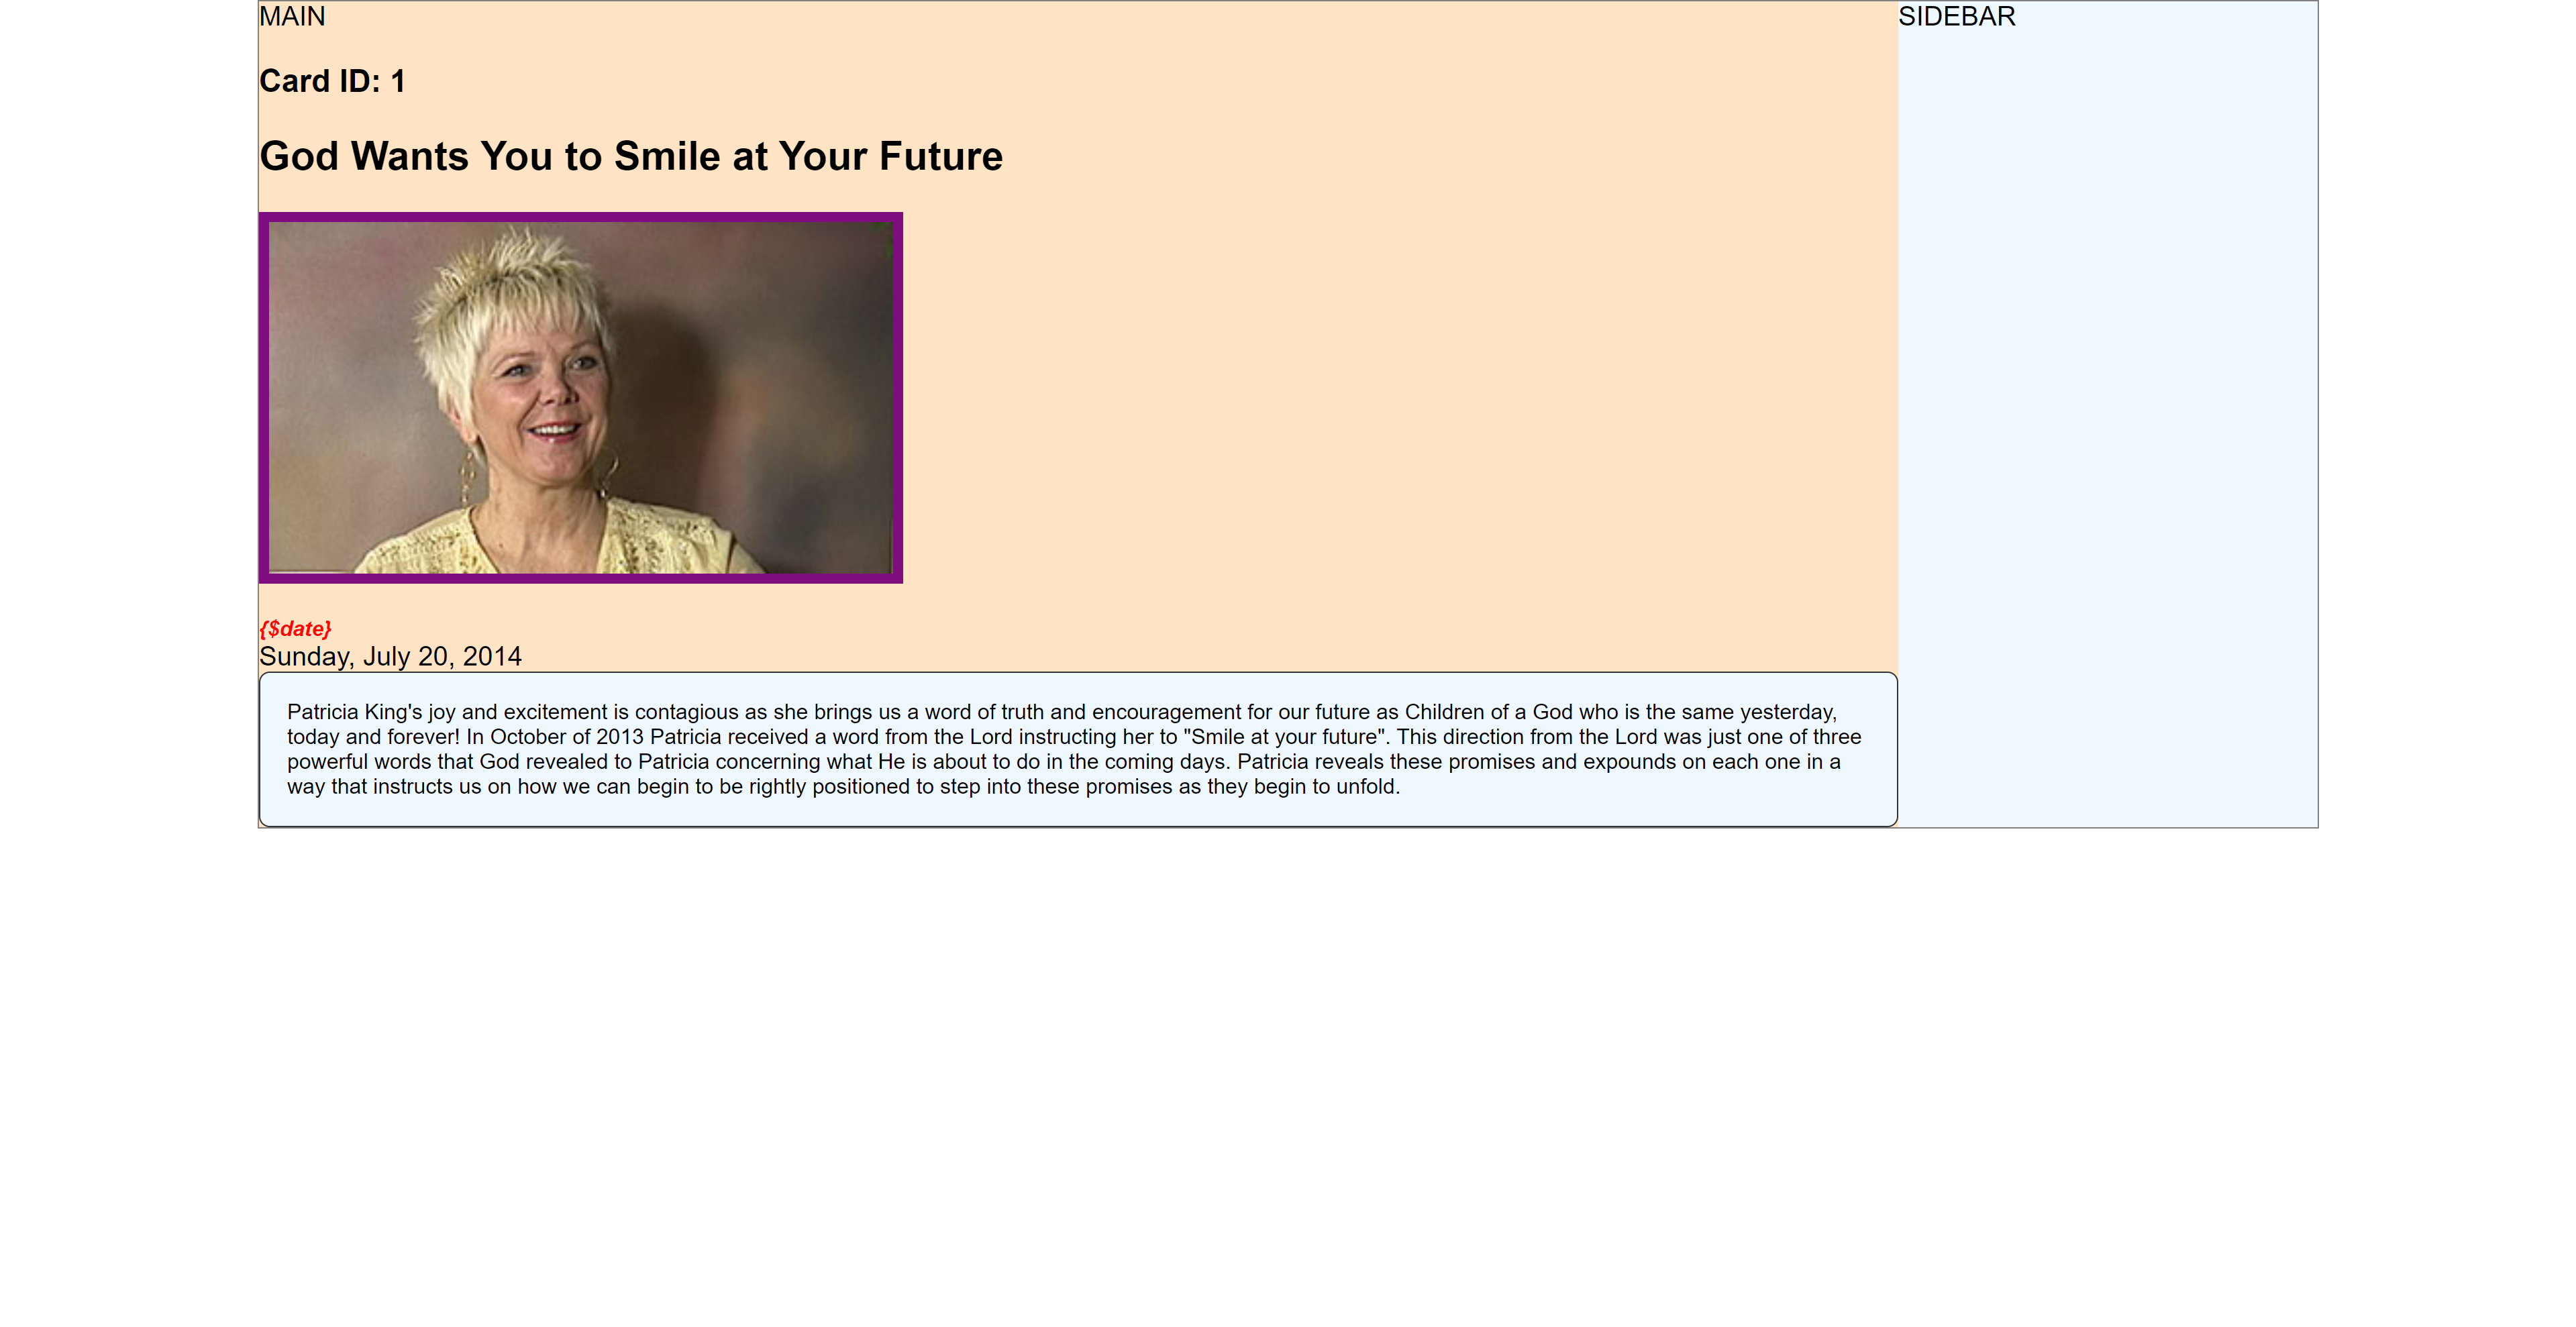 MAIN
SIDEBAR
Card ID: 1
God Wants You to Smile at Your Future
{$date}
Sunday, July 20, 2014
Patricia King's joy and excitement is contagious as she brings us a word of truth and encouragement for our future as Children of a God who is the same yesterday,
today and forever! In October of 2013 Patricia received a word from the Lord instructing her to "Smile at your future". This direction from the Lord was just one of three
powerful words that God revealed to Patricia concerning what He is about to do in the coming days. Patricia reveals these promises and expounds on each one in a
way that instructs us on how we can begin to be rightly positioned to step into these promises as they begin to unfold.